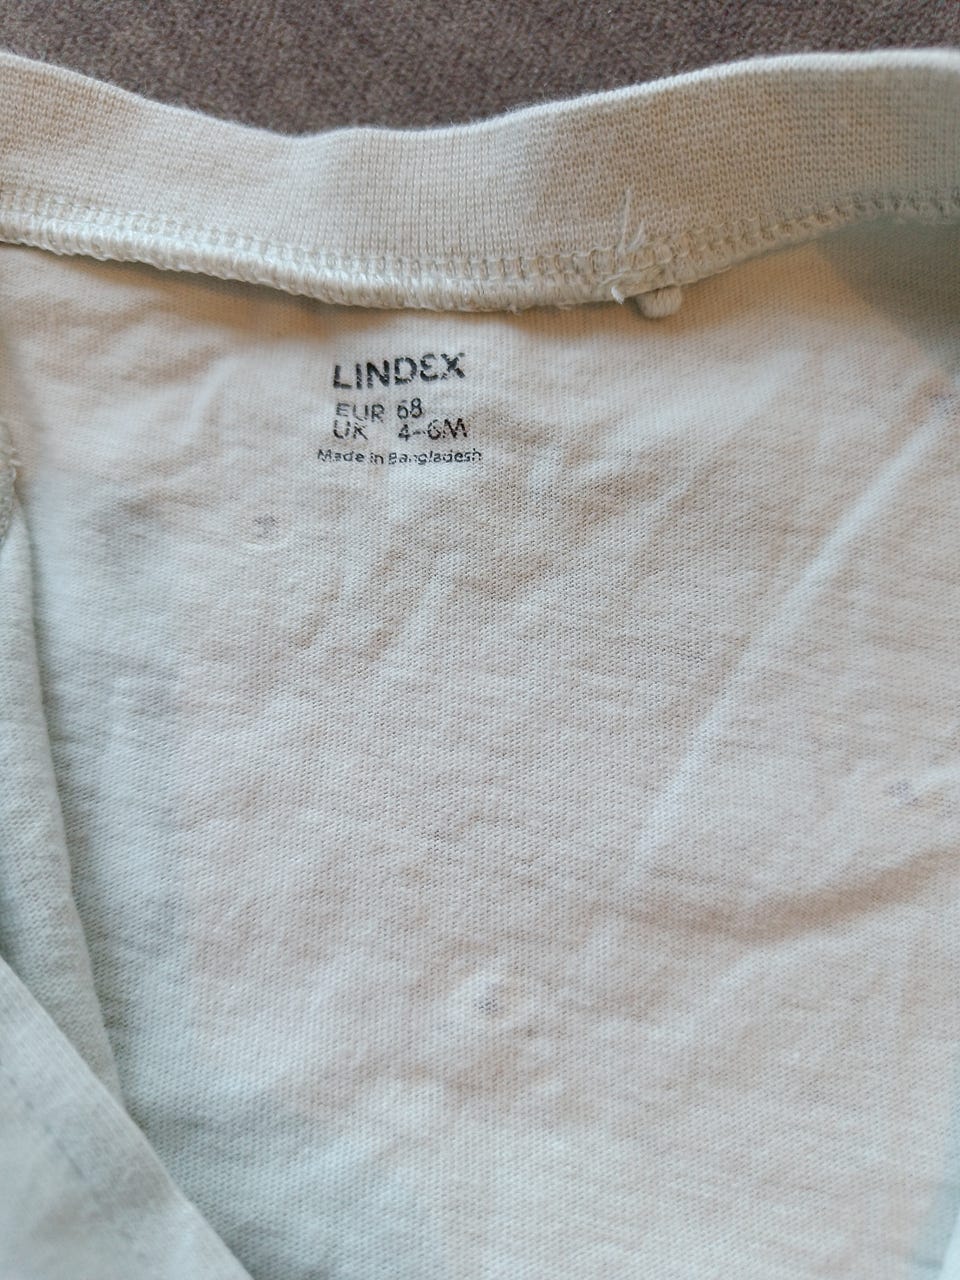 LINDEX
EUR 68
UK 4-6M
Made in Bangladesh